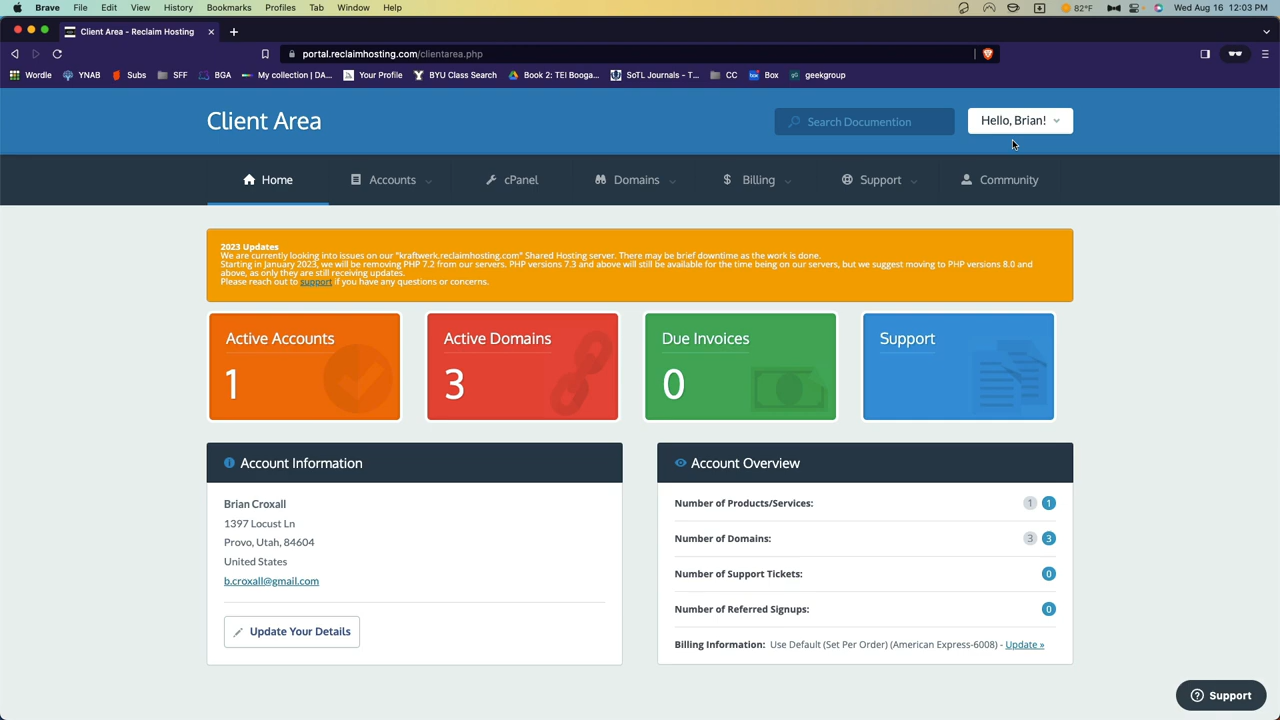 Brave File Edit View History Bookmarks Profiles Tab Window Help 82°F Wed Aug 16 12:03 PM
Client Area - Reclaim Hosting
portal.reclaimhosting.com/clientarea.php
Wordle YNAB Subs SFF BGA My collection | DA... Your Profile BYU Class Search Book 2: TEI Booga... SoTL Journals - T... CC Box geekgroup
Client Area
Search Documention
Hello, Brian!
Home Accounts cPanel Domains Billing Support Community
2023 Updates
We are currently looking into issues on our "kraftwerk.reclaimhosting.com" Shared Hosting server. There may be brief downtime as the work is done.
Starting in January 2023, we will be removing PHP 7.2 from our servers. PHP versions 7.3 and above will still be available for the time being on our servers, but we suggest moving to PHP versions 8.0 and
above, as only they are still receiving updates.
Please reach out to support if you have any questions or concerns.
Active Accounts
1
Active Domains
3
Due Invoices
0
Support
Account Information
Brian Croxall
1397 Locust Ln
Provo, Utah, 84604
United States
b.croxall@gmail.com
Update Your Details
Account Overview
Number of Products/Services: 1 1
Number of Domains: 3 3
Number of Support Tickets: 0
Number of Referred Signups: 0
Billing Information: Use Default (Set Per Order) (American Express-6008) - Update »
Support